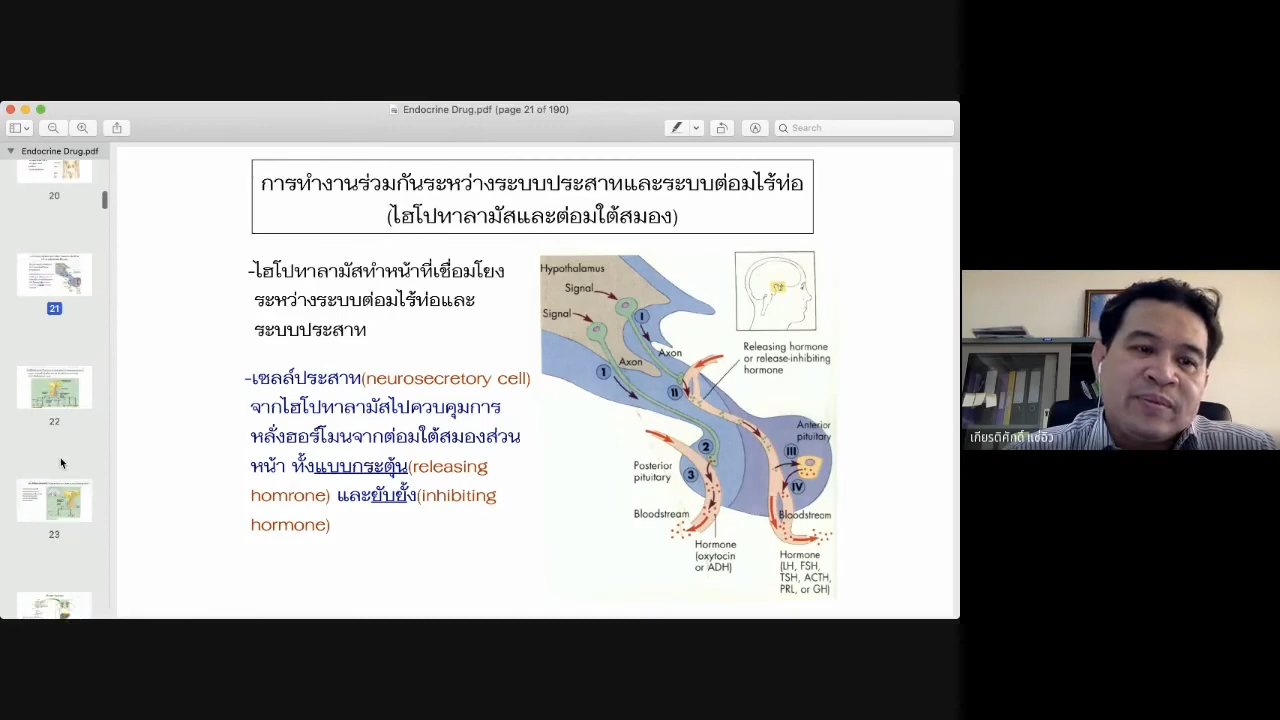 Endocrine Drug.pdf (page 21 of 190)
Search
Endocrine Drug.pdf
20
21
22
23
การทำงานร่วมกันระหว่างระบบประสาทและระบบต่อมไร้ท่อ
(ไฮโปทาลามัสและต่อมใต้สมอง)
-ไฮโปทาลามัสทำหน้าที่เชื่อมโยง
ระหว่างระบบต่อมไร้ท่อและ
ระบบประสาท
-เซลล์ประสาท(neurosecretory cell)
จากไฮโปทาลามัสไปควบคุมการ
หลั่งฮอร์โมนจากต่อมใต้สมองส่วน
หน้า ทั้งแบบกระตุ้น(releasing
homrone) และยับยั้ง(inhibiting
hormone)
Hypothalamus
Signal
Signal
I
Axon
Axon
1
II
Releasing hormone
or release-inhibiting
hormone
Anterior
pituitary
2
III
3
IV
Posterior
pituitary
Bloodstream
Bloodstream
Hormone
(oxytocin
or ADH)
Hormone
(LH, FSH,
TSH, ACTH,
PRL, or GH)
เกียรติศักดิ์ แซ่อิ๋ว